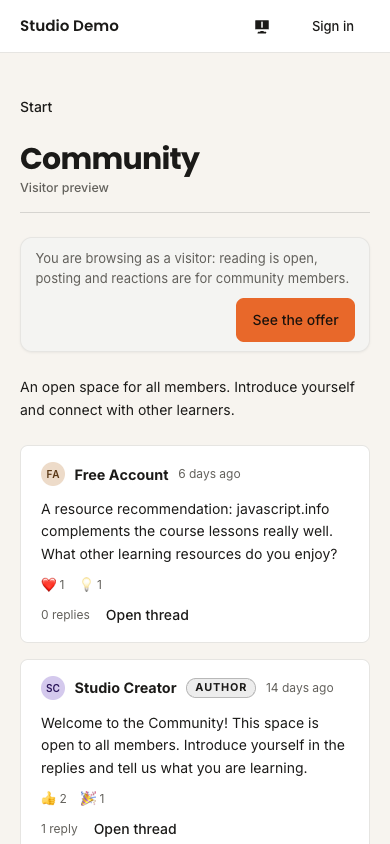 Studio Demo
Sign in
Start
Community
Visitor preview
You are browsing as a visitor: reading is open,
posting and reactions are for community members.
See the offer
An open space for all members. Introduce yourself
and connect with other learners.
FA Free Account 6 days ago
A resource recommendation: javascript.info
complements the course lessons really well.
What other learning resources do you enjoy?
❤️ 1 💡 1
0 replies Open thread
SC Studio Creator AUTHOR 14 days ago
Welcome to the Community! This space is
open to all members. Introduce yourself in the
replies and tell us what you are learning.
👍 2 🎉 1
1 reply Open thread